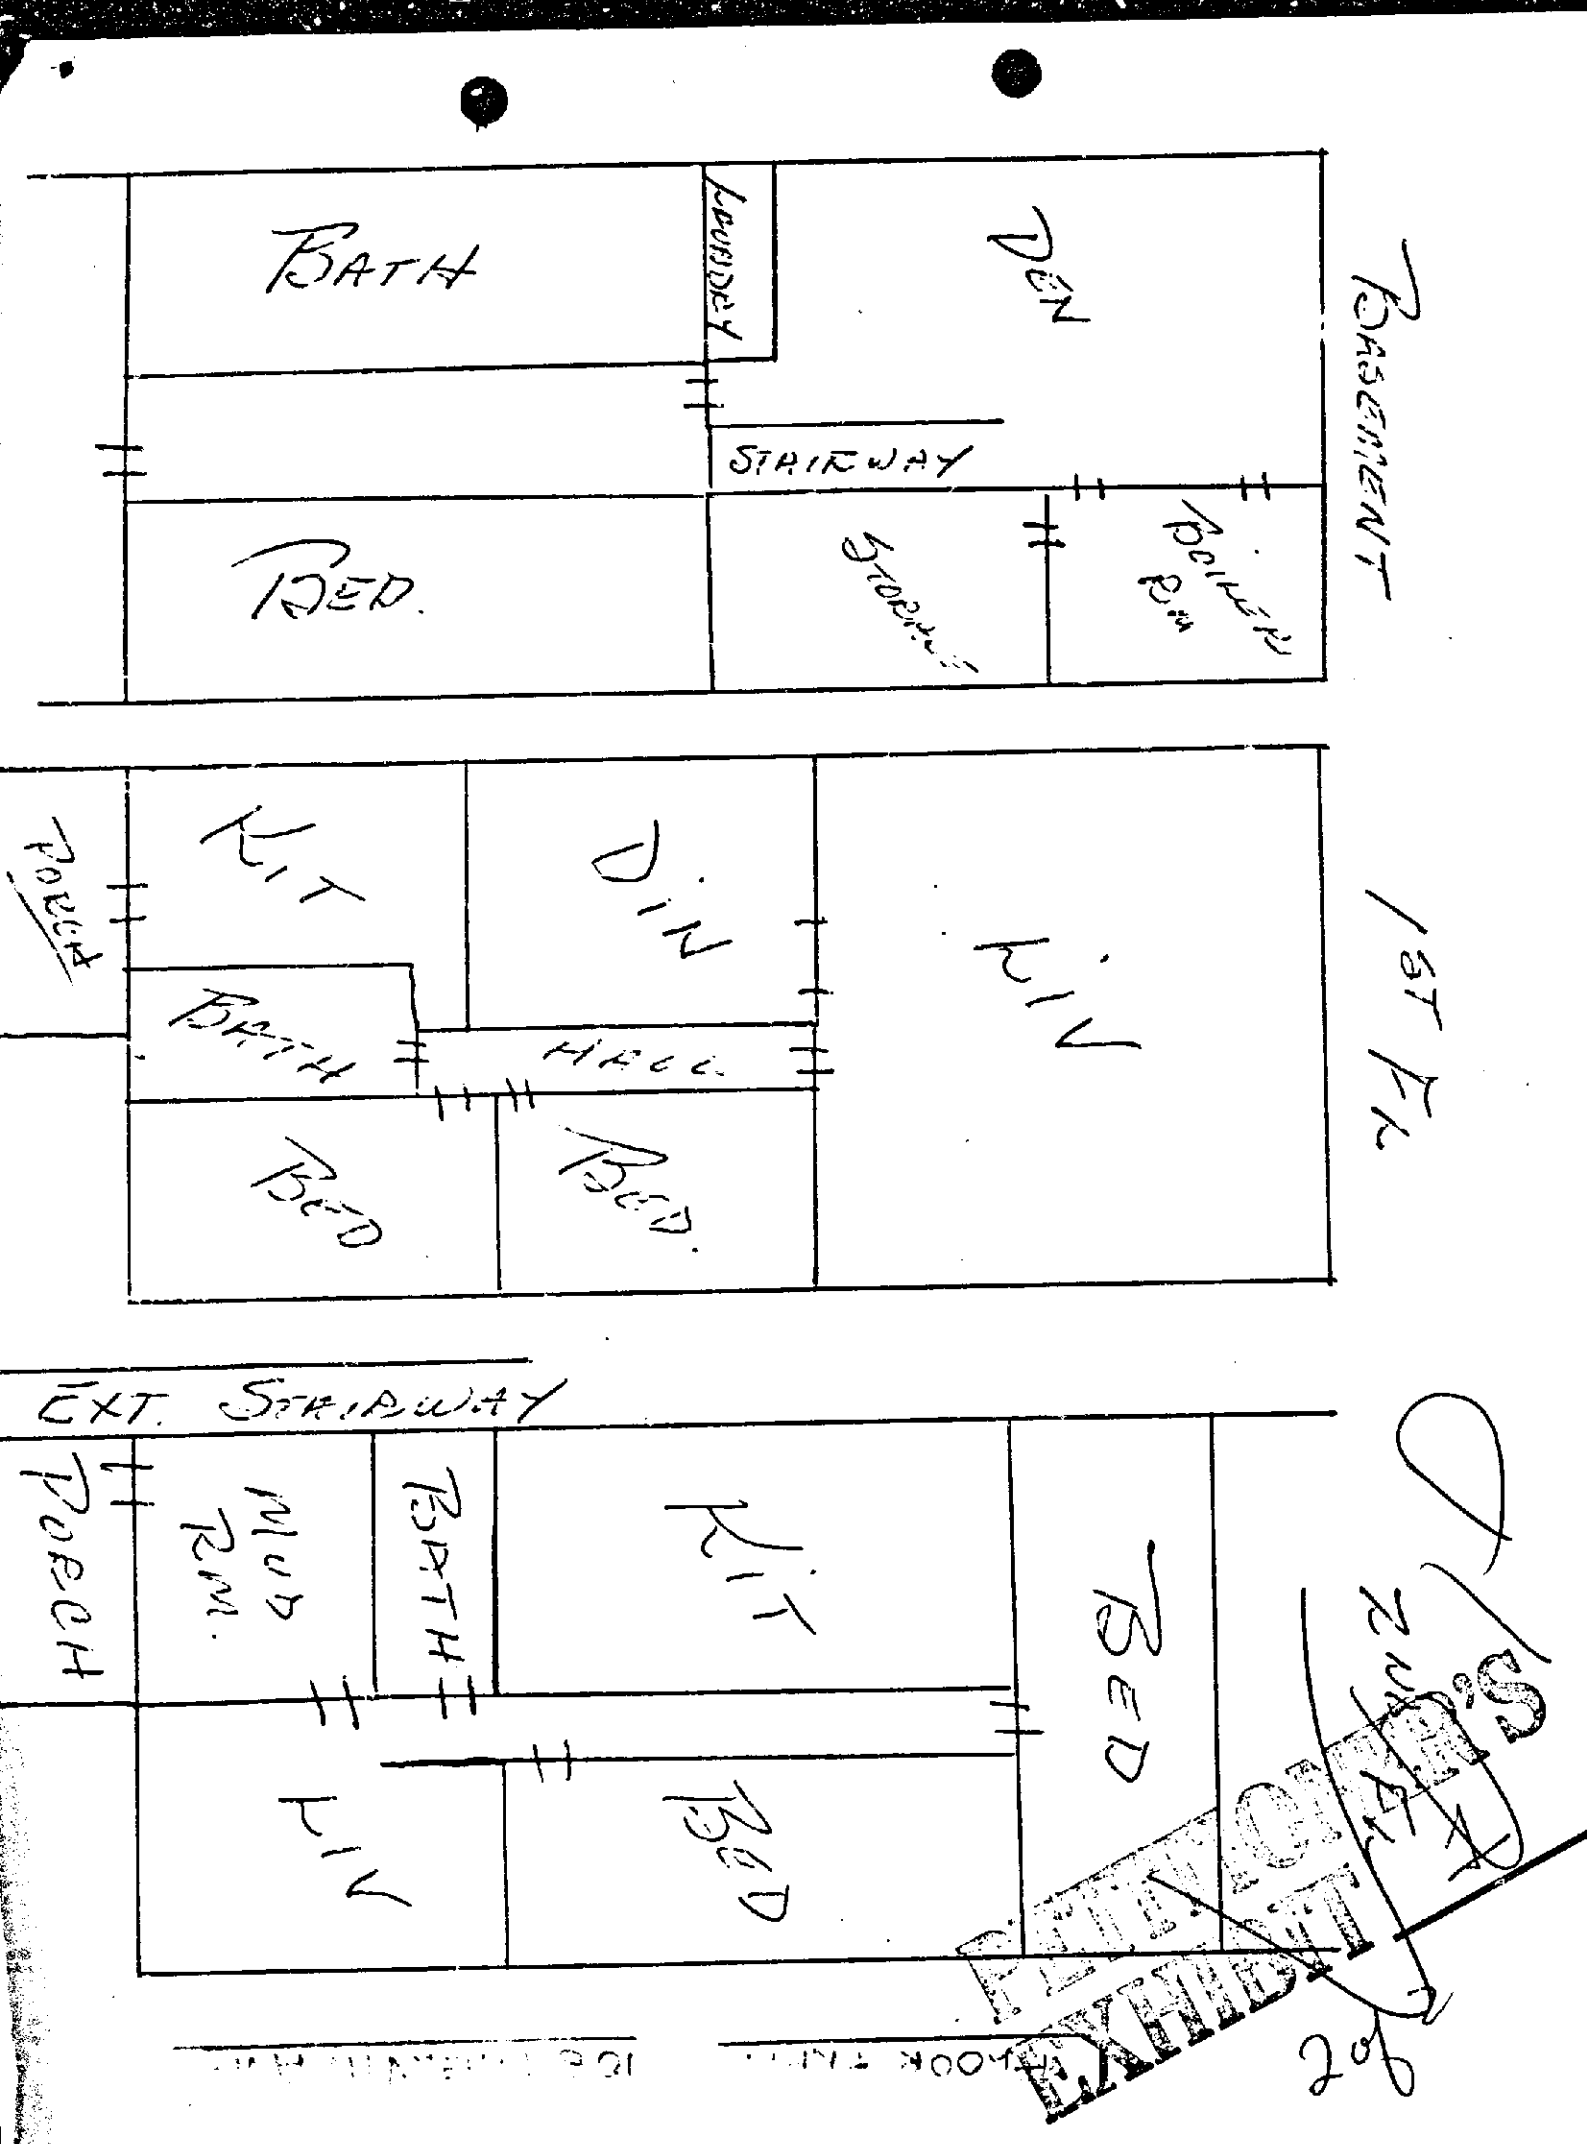 BASEMENT
BATH
LAUNDRY
DEN
STAIRWAY
BED.
STORAGE
BOILER
RM
1ST FL
PORCH
KIT
DIN
LIV
BATH
HALL
BED
BED.
2ND FL
EXT. STAIRWAY
PORCH
MUD
RM.
BATH
KIT
BED
LIV
BED
PETITIONER'S
EXHIBIT